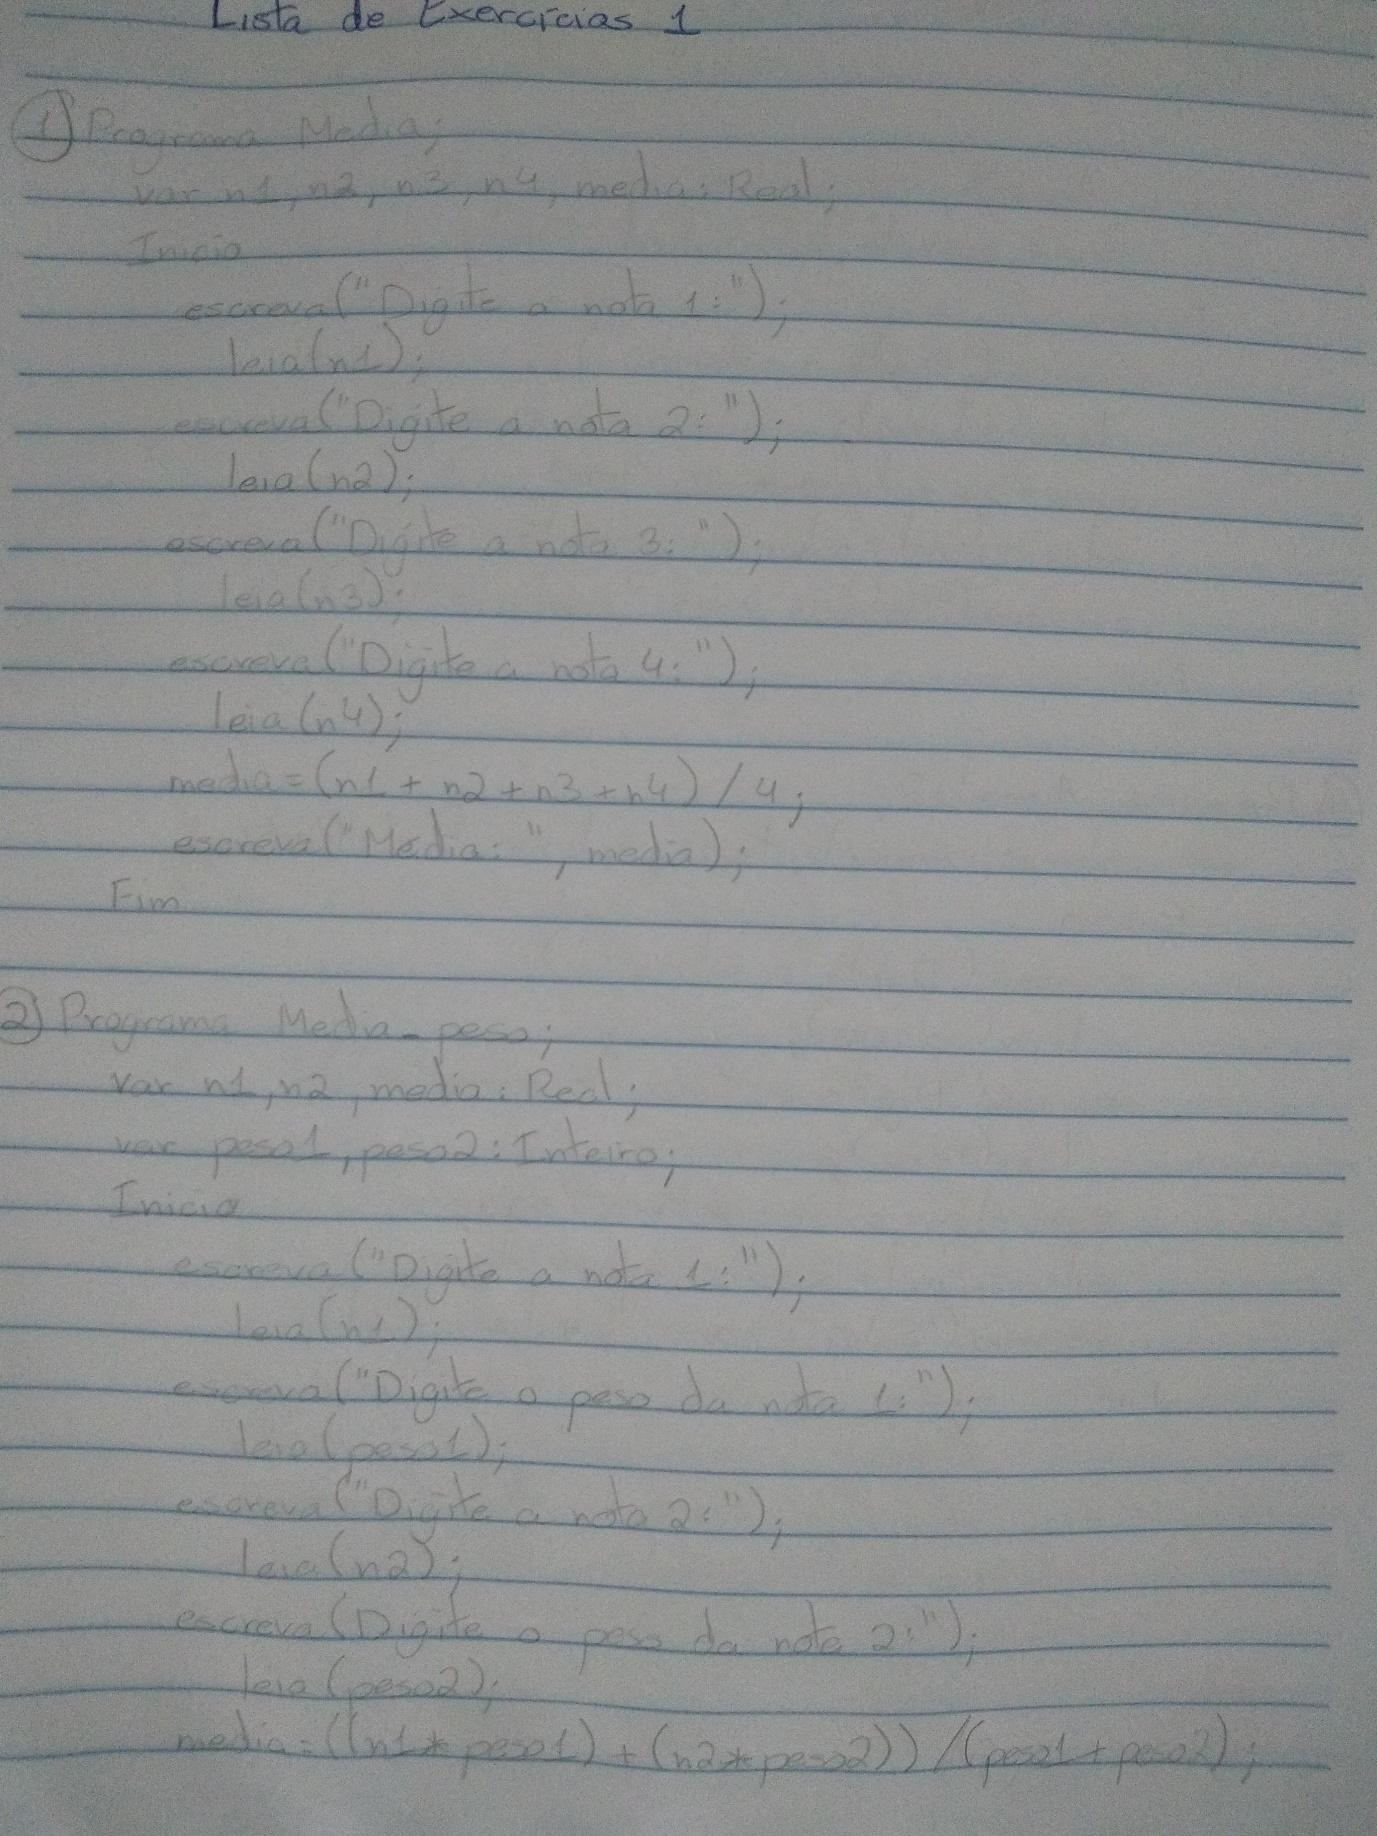 Lista de Exercícios 1
1) Programa Media;
var n1, n2, n3, n4, media: Real;
Inicio
escreva("Digite a nota 1:");
leia(n1);
escreva("Digite a nota 2:");
leia(n2);
escreva("Digite a nota 3:");
leia(n3);
escreva("Digite a nota 4:");
leia(n4);
media=(n1 + n2 + n3 + n4) / 4;
escreva("Media: ", media);
Fim
2) Programa Media_peso;
var n1, n2, media: Real;
var peso1, peso2: Inteiro;
Inicio
escreva("Digite a nota 1:");
leia(n1);
escreva("Digite o peso da nota 1:");
leia(peso1);
escreva("Digite a nota 2:");
leia(n2);
escreva(Digite o peso da nota 2:");
leia(peso2);
media=((n1*peso1)+(n2*peso2))/(peso1+peso2);